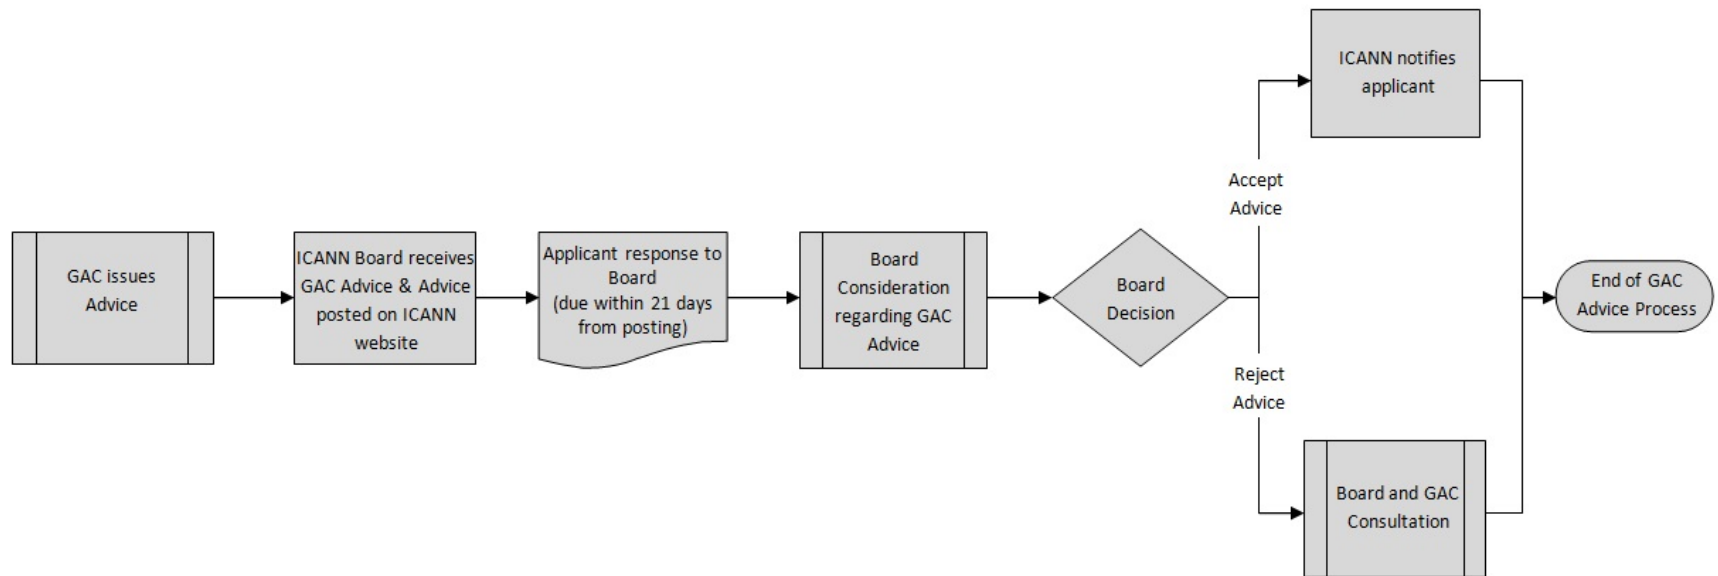 GAC issues
Advice
ICANN Board receives
GAC Advice & Advice
posted on ICANN
website
Applicant response to
Board
(due within 21 days
from posting)
Board
Consideration
regarding GAC
Advice
Board
Decision
Accept
Advice
ICANN notifies
applicant
Reject
Advice
Board and GAC
Consultation
End of GAC
Advice Process